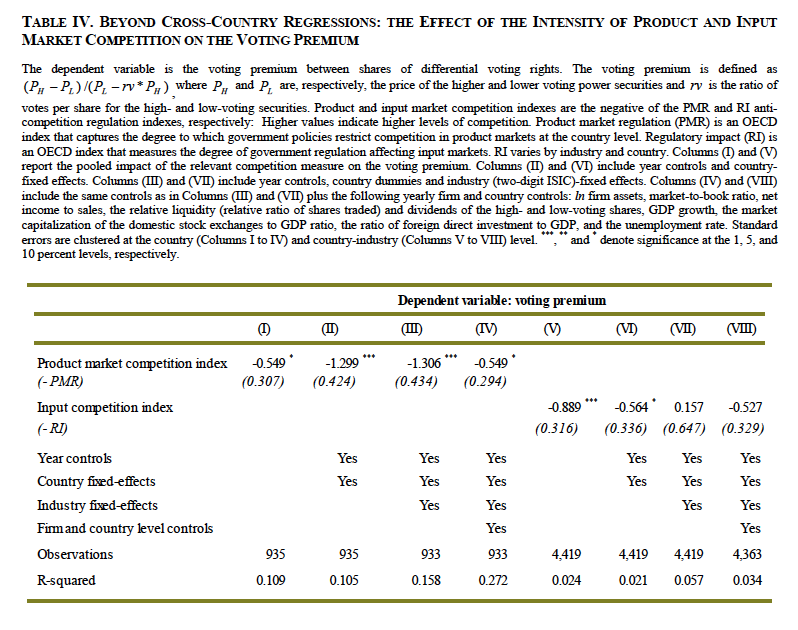 TABLE IV. BEYOND CROSS-COUNTRY REGRESSIONS: THE EFFECT OF THE INTENSITY OF PRODUCT AND INPUT
MARKET COMPETITION ON THE VOTING PREMIUM
The dependent variable is the voting premium between shares of differential voting rights. The voting premium is defined as
(P_H − P_L)/(P_L − rv * P_H), where P_H and P_L are, respectively, the price of the higher and lower voting power securities and rv is the ratio of
votes per share for the high- and low-voting securities. Product and input market competition indexes are the negative of the PMR and RI anti-
competition regulation indexes, respectively: Higher values indicate higher levels of competition. Product market regulation (PMR) is an OECD
index that captures the degree to which government policies restrict competition in product markets at the country level. Regulatory impact (RI) is
an OECD index that measures the degree of government regulation affecting input markets. RI varies by industry and country. Columns (I) and (V)
report the pooled impact of the relevant competition measure on the voting premium. Columns (II) and (VI) include year controls and country-
fixed effects. Columns (III) and (VII) include year controls, country dummies and industry (two-digit ISIC)-fixed effects. Columns (IV) and (VIII)
include the same controls as in Columns (III) and (VII) plus the following yearly firm and country controls: ln firm assets, market-to-book ratio, net
income to sales, the relative liquidity (relative ratio of shares traded) and dividends of the high- and low-voting shares, GDP growth, the market
capitalization of the domestic stock exchanges to GDP ratio, the ratio of foreign direct investment to GDP, and the unemployment rate. Standard
errors are clustered at the country (Columns I to IV) and country-industry (Columns V to VIII) level. ***, ** and * denote significance at the 1, 5, and
10 percent levels, respectively.
Dependent variable: voting premium
(I) (II) (III) (IV) (V) (VI) (VII) (VIII)
Product market competition index -0.549 * -1.299 *** -1.306 *** -0.549 *
(- PMR) (0.307) (0.424) (0.434) (0.294)
Input competition index -0.889 *** -0.564 * 0.157 -0.527
(- RI) (0.316) (0.336) (0.647) (0.329)
Year controls Yes Yes Yes Yes Yes Yes
Country fixed-effects Yes Yes Yes Yes Yes Yes
Industry fixed-effects Yes Yes Yes Yes
Firm and country level controls Yes Yes
Observations 935 935 933 933 4,419 4,419 4,419 4,363
R-squared 0.109 0.105 0.158 0.272 0.024 0.021 0.057 0.034